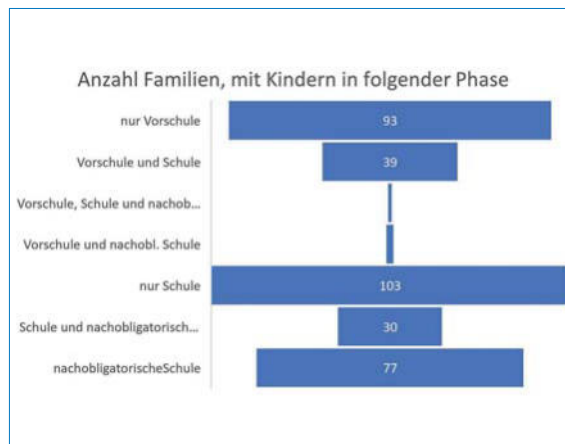 Anzahl Familien, mit Kindern in folgender Phase
nur Vorschule 93
Vorschule und Schule 39
Vorschule, Schule und nachob...
Vorschule und nachobl. Schule
nur Schule 103
Schule und nachobligatorisch... 30
nachobligatorischeSchule 77